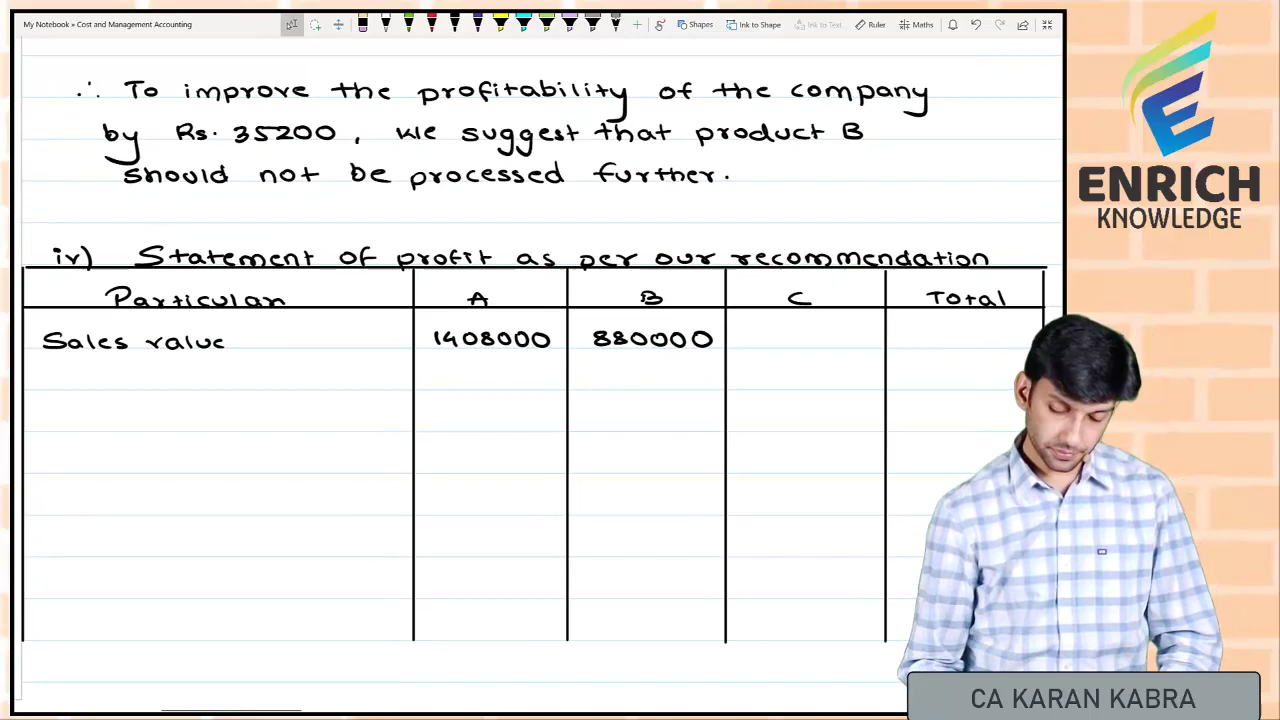 My Notebook » Cost and Management Accounting
Shapes
Ink to Shape
Ink to Text
Ruler
Maths
∴ To improve the profitability of the company
by Rs. 35200, we suggest that product B
should not be processed further.
iv) Statement of profit as per our recommendation
Particular A B C Total
Sales value 1408000 880000
ENRICH
KNOWLEDGE
CA KARAN KABRA